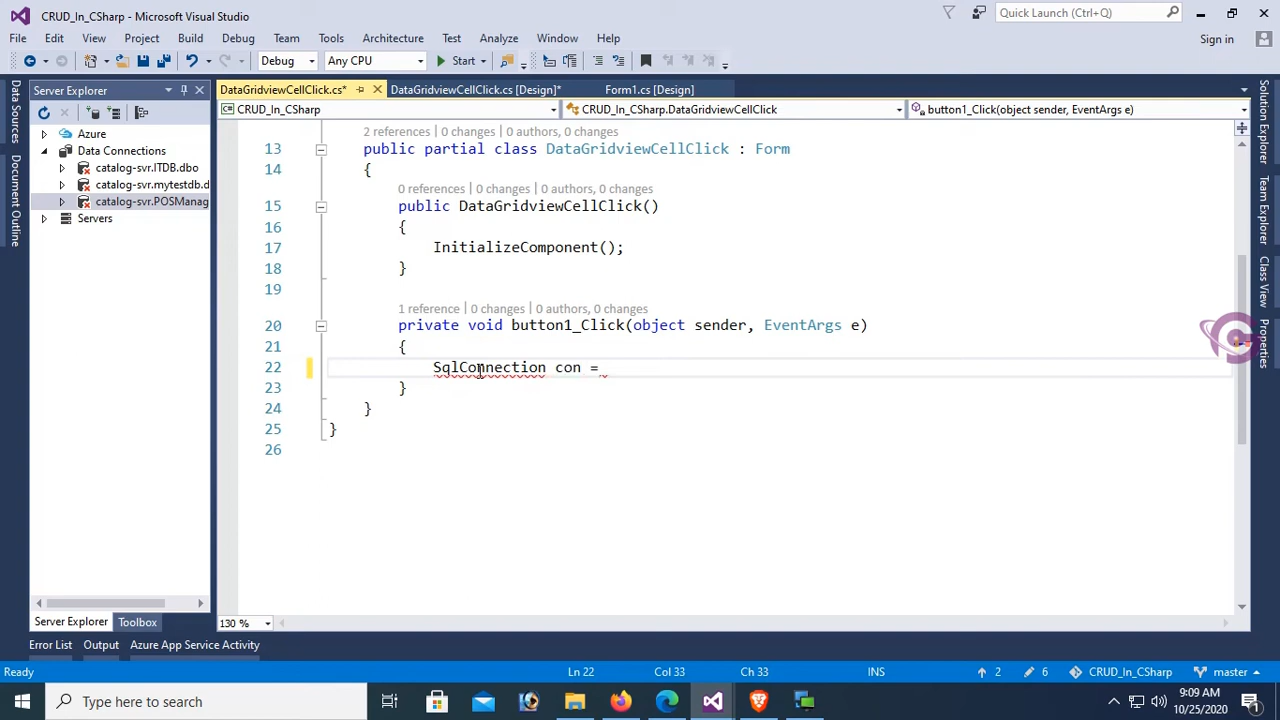 CRUD_In_CSharp - Microsoft Visual Studio
Quick Launch (Ctrl+Q)
File Edit View Project Build Debug Team Tools Architecture Test Analyze Window Help
Sign in
Debug Any CPU Start
Server Explorer
DataGridviewCellClick.cs* DataGridviewCellClick.cs [Design]* Form1.cs [Design]
CRUD_In_CSharp CRUD_In_CSharp.DataGridviewCellClick button1_Click(object sender, EventArgs e)
Data Sources
Document Outline
Azure
Data Connections
catalog-svr.ITDB.dbo
catalog-svr.mytestdb.d
catalog-svr.POSManag
Servers
2 references | 0 changes | 0 authors, 0 changes
13 public partial class DataGridviewCellClick : Form
14 {
0 references | 0 changes | 0 authors, 0 changes
15 public DataGridviewCellClick()
16 {
17 InitializeComponent();
18 }
19
1 reference | 0 changes | 0 authors, 0 changes
20 private void button1_Click(object sender, EventArgs e)
21 {
22 SqlConnection con =
23 }
24 }
25 }
26
Solution Explorer
Class View
Properties
130 %
Server Explorer Toolbox
Error List Output Azure App Service Activity
Ready Ln 22 Col 33 Ch 33 INS 2 6 CRUD_In_CSharp master
Type here to search
9:09 AM
10/25/2020
1